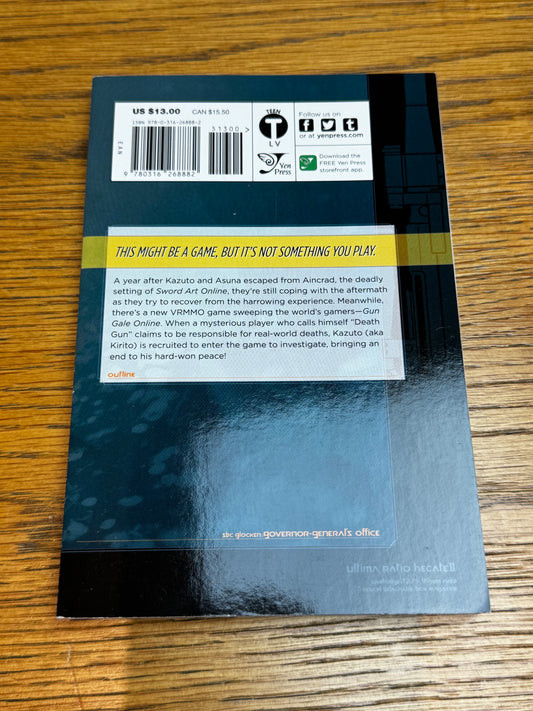 US $13.00 CAN $15.50
ISBN 978-0-316-26888-2
51300>
EAN
9 780316 268882
TEEN
T
LV
Yen
Press
Follow us on
or at yenpress.com
Download the
FREE Yen Press
storefront app.
THIS MIGHT BE A GAME, BUT IT'S NOT SOMETHING YOU PLAY.
A year after Kazuto and Asuna escaped from Aincrad, the deadly
setting of Sword Art Online, they're still coping with the aftermath
as they try to recover from the harrowing experience. Meanwhile,
there's a new VRMMO game sweeping the world's gamers—Gun
Gale Online. When a mysterious player who calls himself "Death
Gun" claims to be responsible for real-world deaths, Kazuto (aka
Kirito) is recruited to enter the game to investigate, bringing an
end to his hard-won peace!
outline
sbc glocken governor-general's office
ultima ratio hecateII